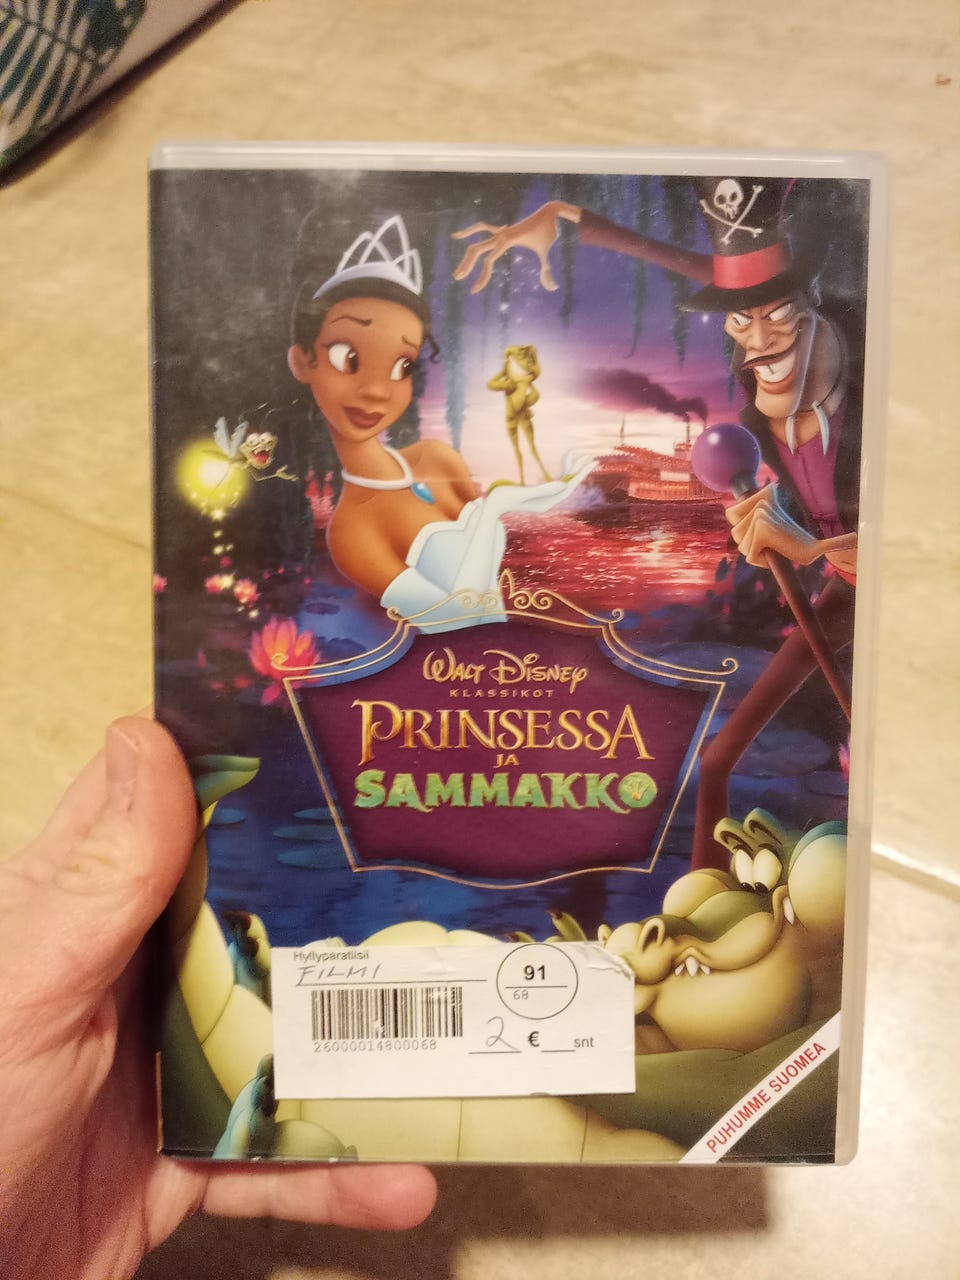 WALT DISNEY
KLASSIKOT
PRINSESSA
JA
SAMMAKKO
Hyllyparatiisi
FILMI
91
68
26000014800068
2 € snt
PUHUMME SUOMEA